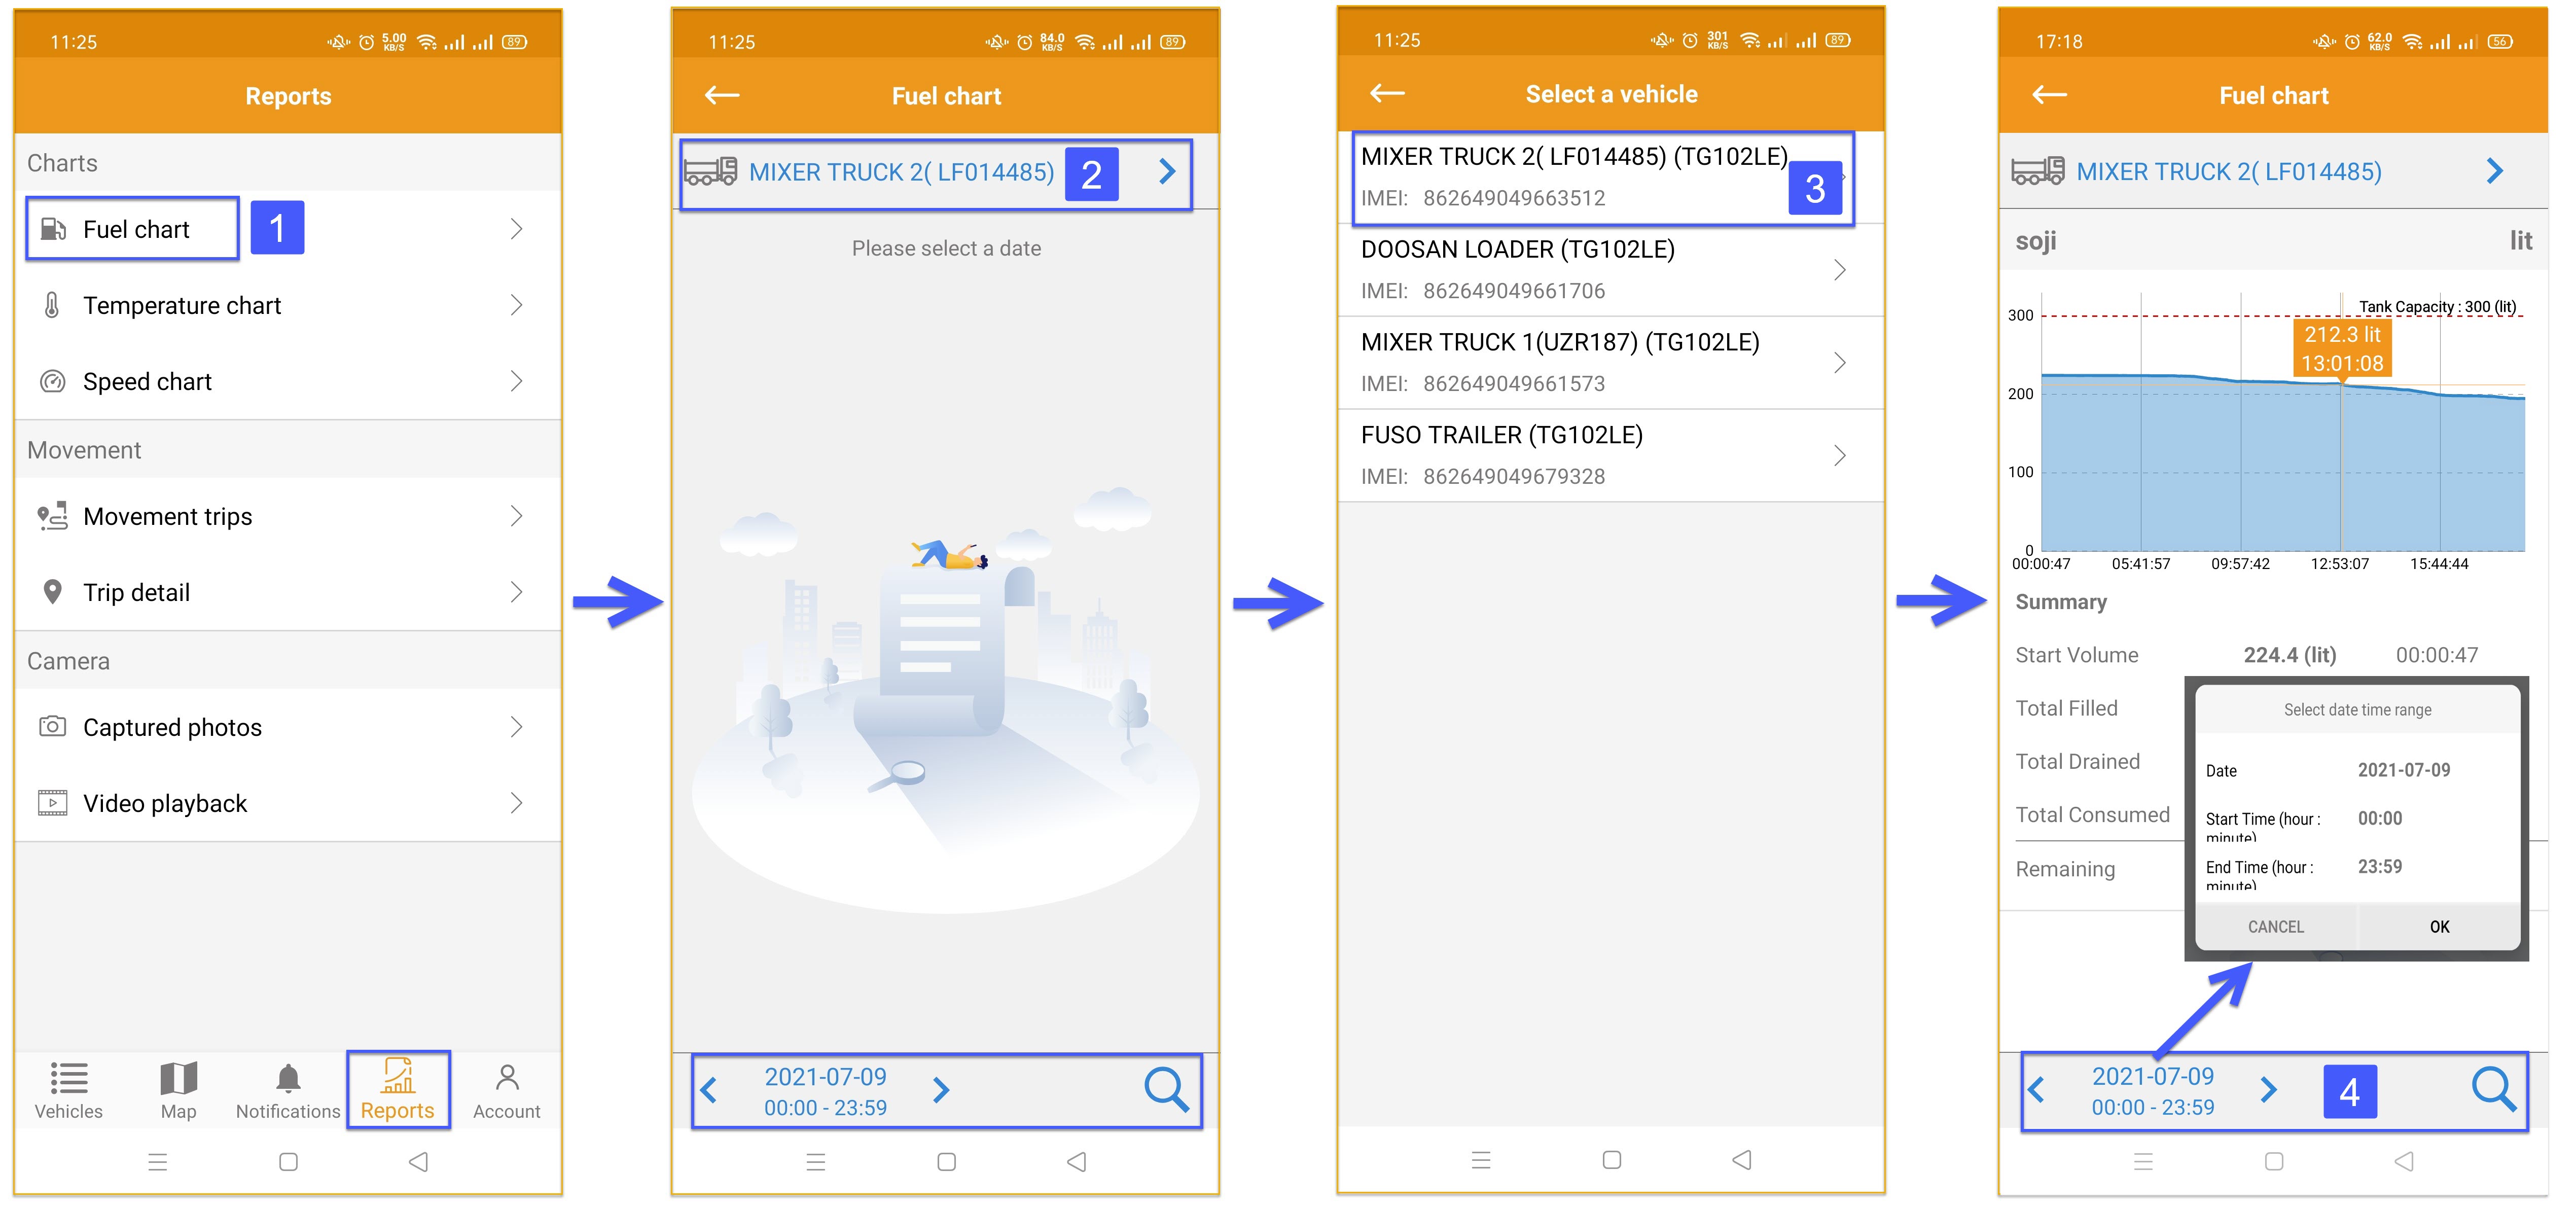 11:25
5.00
KB/S
89
Reports
Charts
Fuel chart
1
Temperature chart
Speed chart
Movement
Movement trips
Trip detail
Camera
Captured photos
Video playback
Vehicles
Map
Notifications
Reports
Account
11:25
84.0
KB/S
89
Fuel chart
MIXER TRUCK 2( LF014485)
2
Please select a date
2021-07-09
00:00 - 23:59
11:25
301
KB/S
89
Select a vehicle
MIXER TRUCK 2( LF014485) (TG102LE)
IMEI: 862649049663512
3
DOOSAN LOADER (TG102LE)
IMEI: 862649049661706
MIXER TRUCK 1(UZR187) (TG102LE)
IMEI: 862649049661573
FUSO TRAILER (TG102LE)
IMEI: 862649049679328
17:18
62.0
KB/S
56
Fuel chart
MIXER TRUCK 2( LF014485)
soji lit
Tank Capacity : 300 (lit)
300
212.3 lit
13:01:08
200
100
0
00:00:47 05:41:57 09:57:42 12:53:07 15:44:44
Summary
Start Volume 224.4 (lit) 00:00:47
Total Filled
Total Drained
Total Consumed
Remaining
Select date time range
Date 2021-07-09
Start Time (hour : 00:00
minute)
End Time (hour : 23:59
minute)
CANCEL OK
2021-07-09
00:00 - 23:59
4